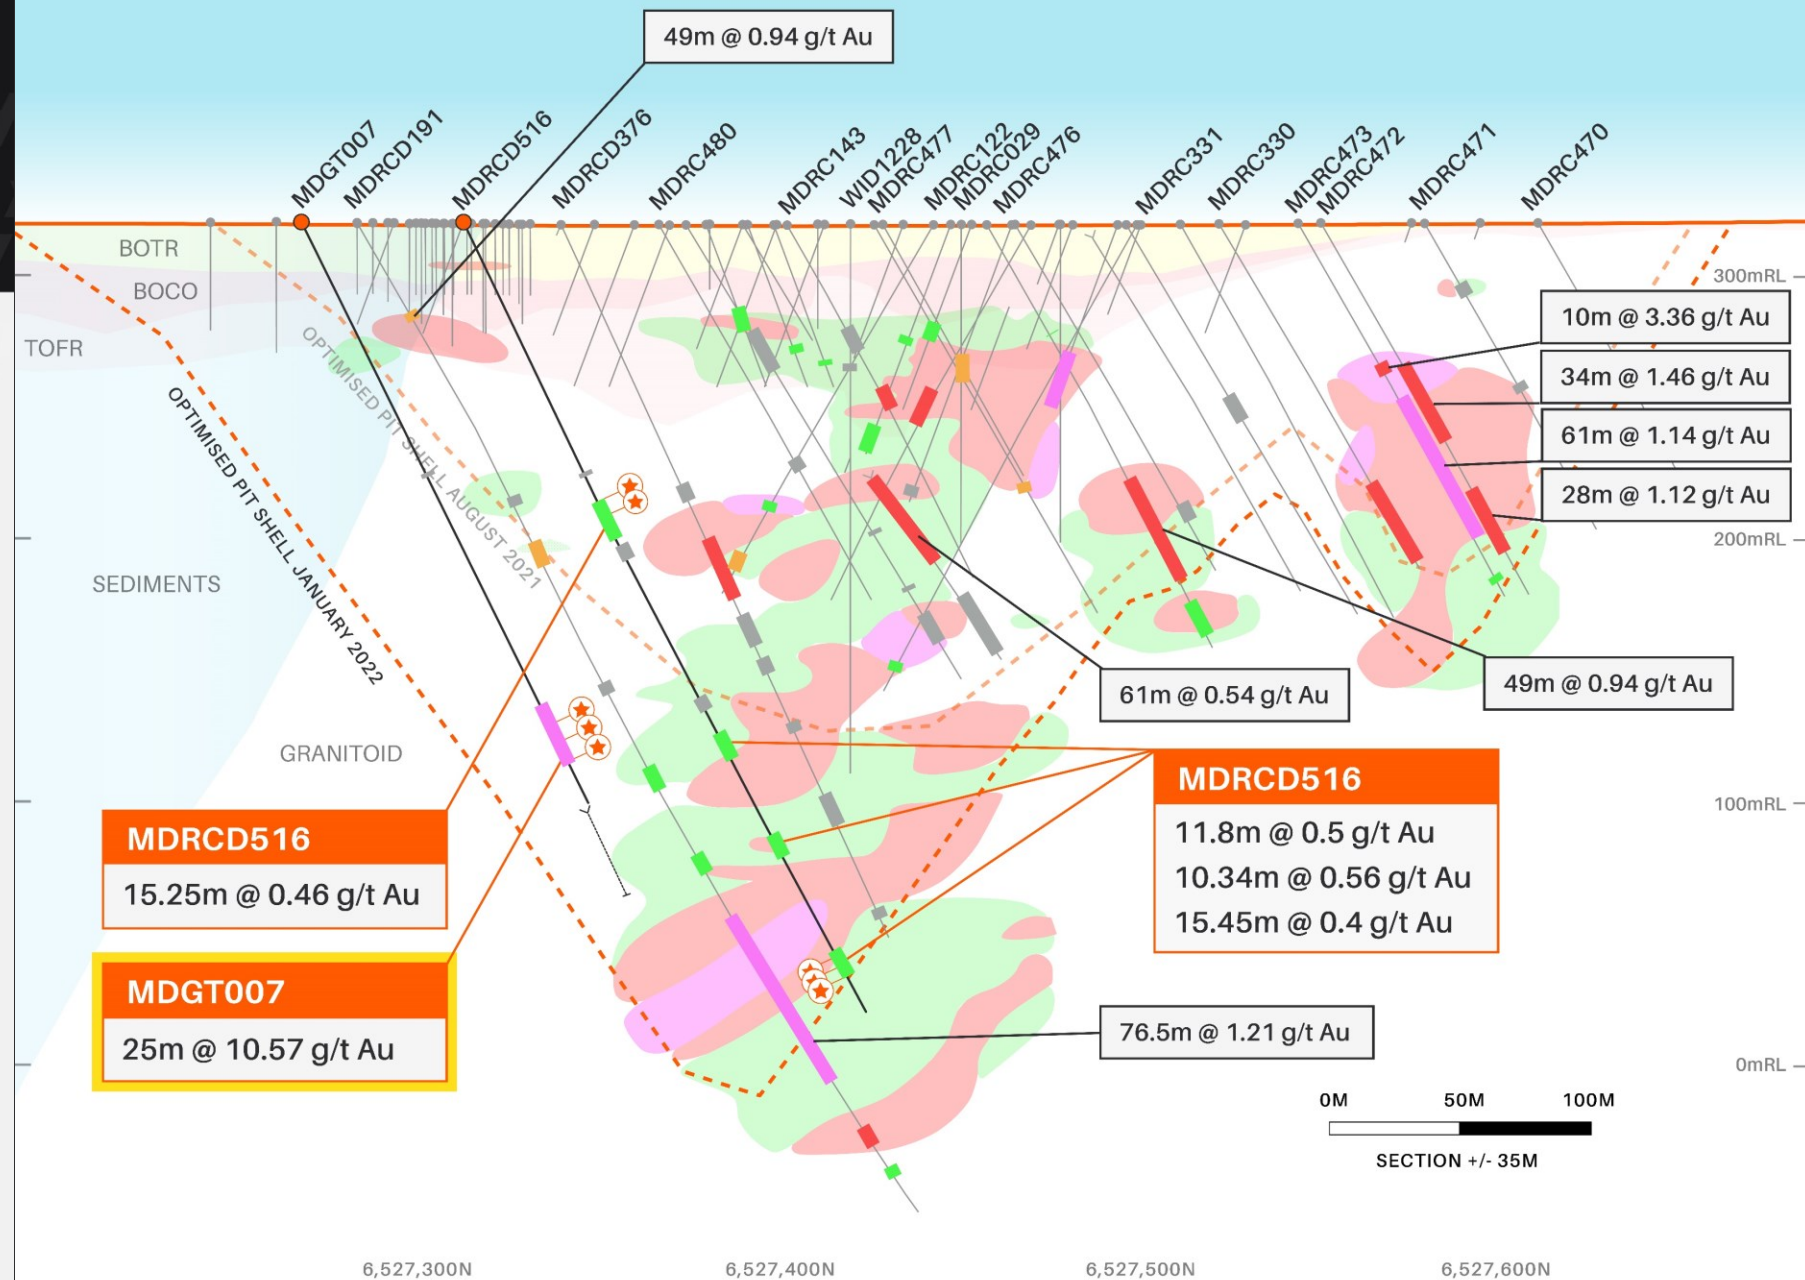 49m @ 0.94 g/t Au
MDGT007
MDRCD191
MDRCD516
MDRCD376
MDRC480
MDRC143
WID1228
MDRC477
MDRC122
MDRC029
MDRC476
MDRC331
MDRC330
MDRC473
MDRC472
MDRC471
MDRC470
BOTR
BOCO
TOFR
300mRL
10m @ 3.36 g/t Au
34m @ 1.46 g/t Au
61m @ 1.14 g/t Au
28m @ 1.12 g/t Au
OPTIMISED PIT SHELL AUGUST 2021
OPTIMISED PIT SHELL JANUARY 2022
200mRL
SEDIMENTS
61m @ 0.54 g/t Au
49m @ 0.94 g/t Au
GRANITOID
MDRCD516
11.8m @ 0.5 g/t Au
10.34m @ 0.56 g/t Au
15.45m @ 0.4 g/t Au
100mRL
MDRCD516
15.25m @ 0.46 g/t Au
MDGT007
25m @ 10.57 g/t Au
76.5m @ 1.21 g/t Au
0mRL
0M 50M 100M
SECTION +/- 35M
6,527,300N 6,527,400N 6,527,500N 6,527,600N